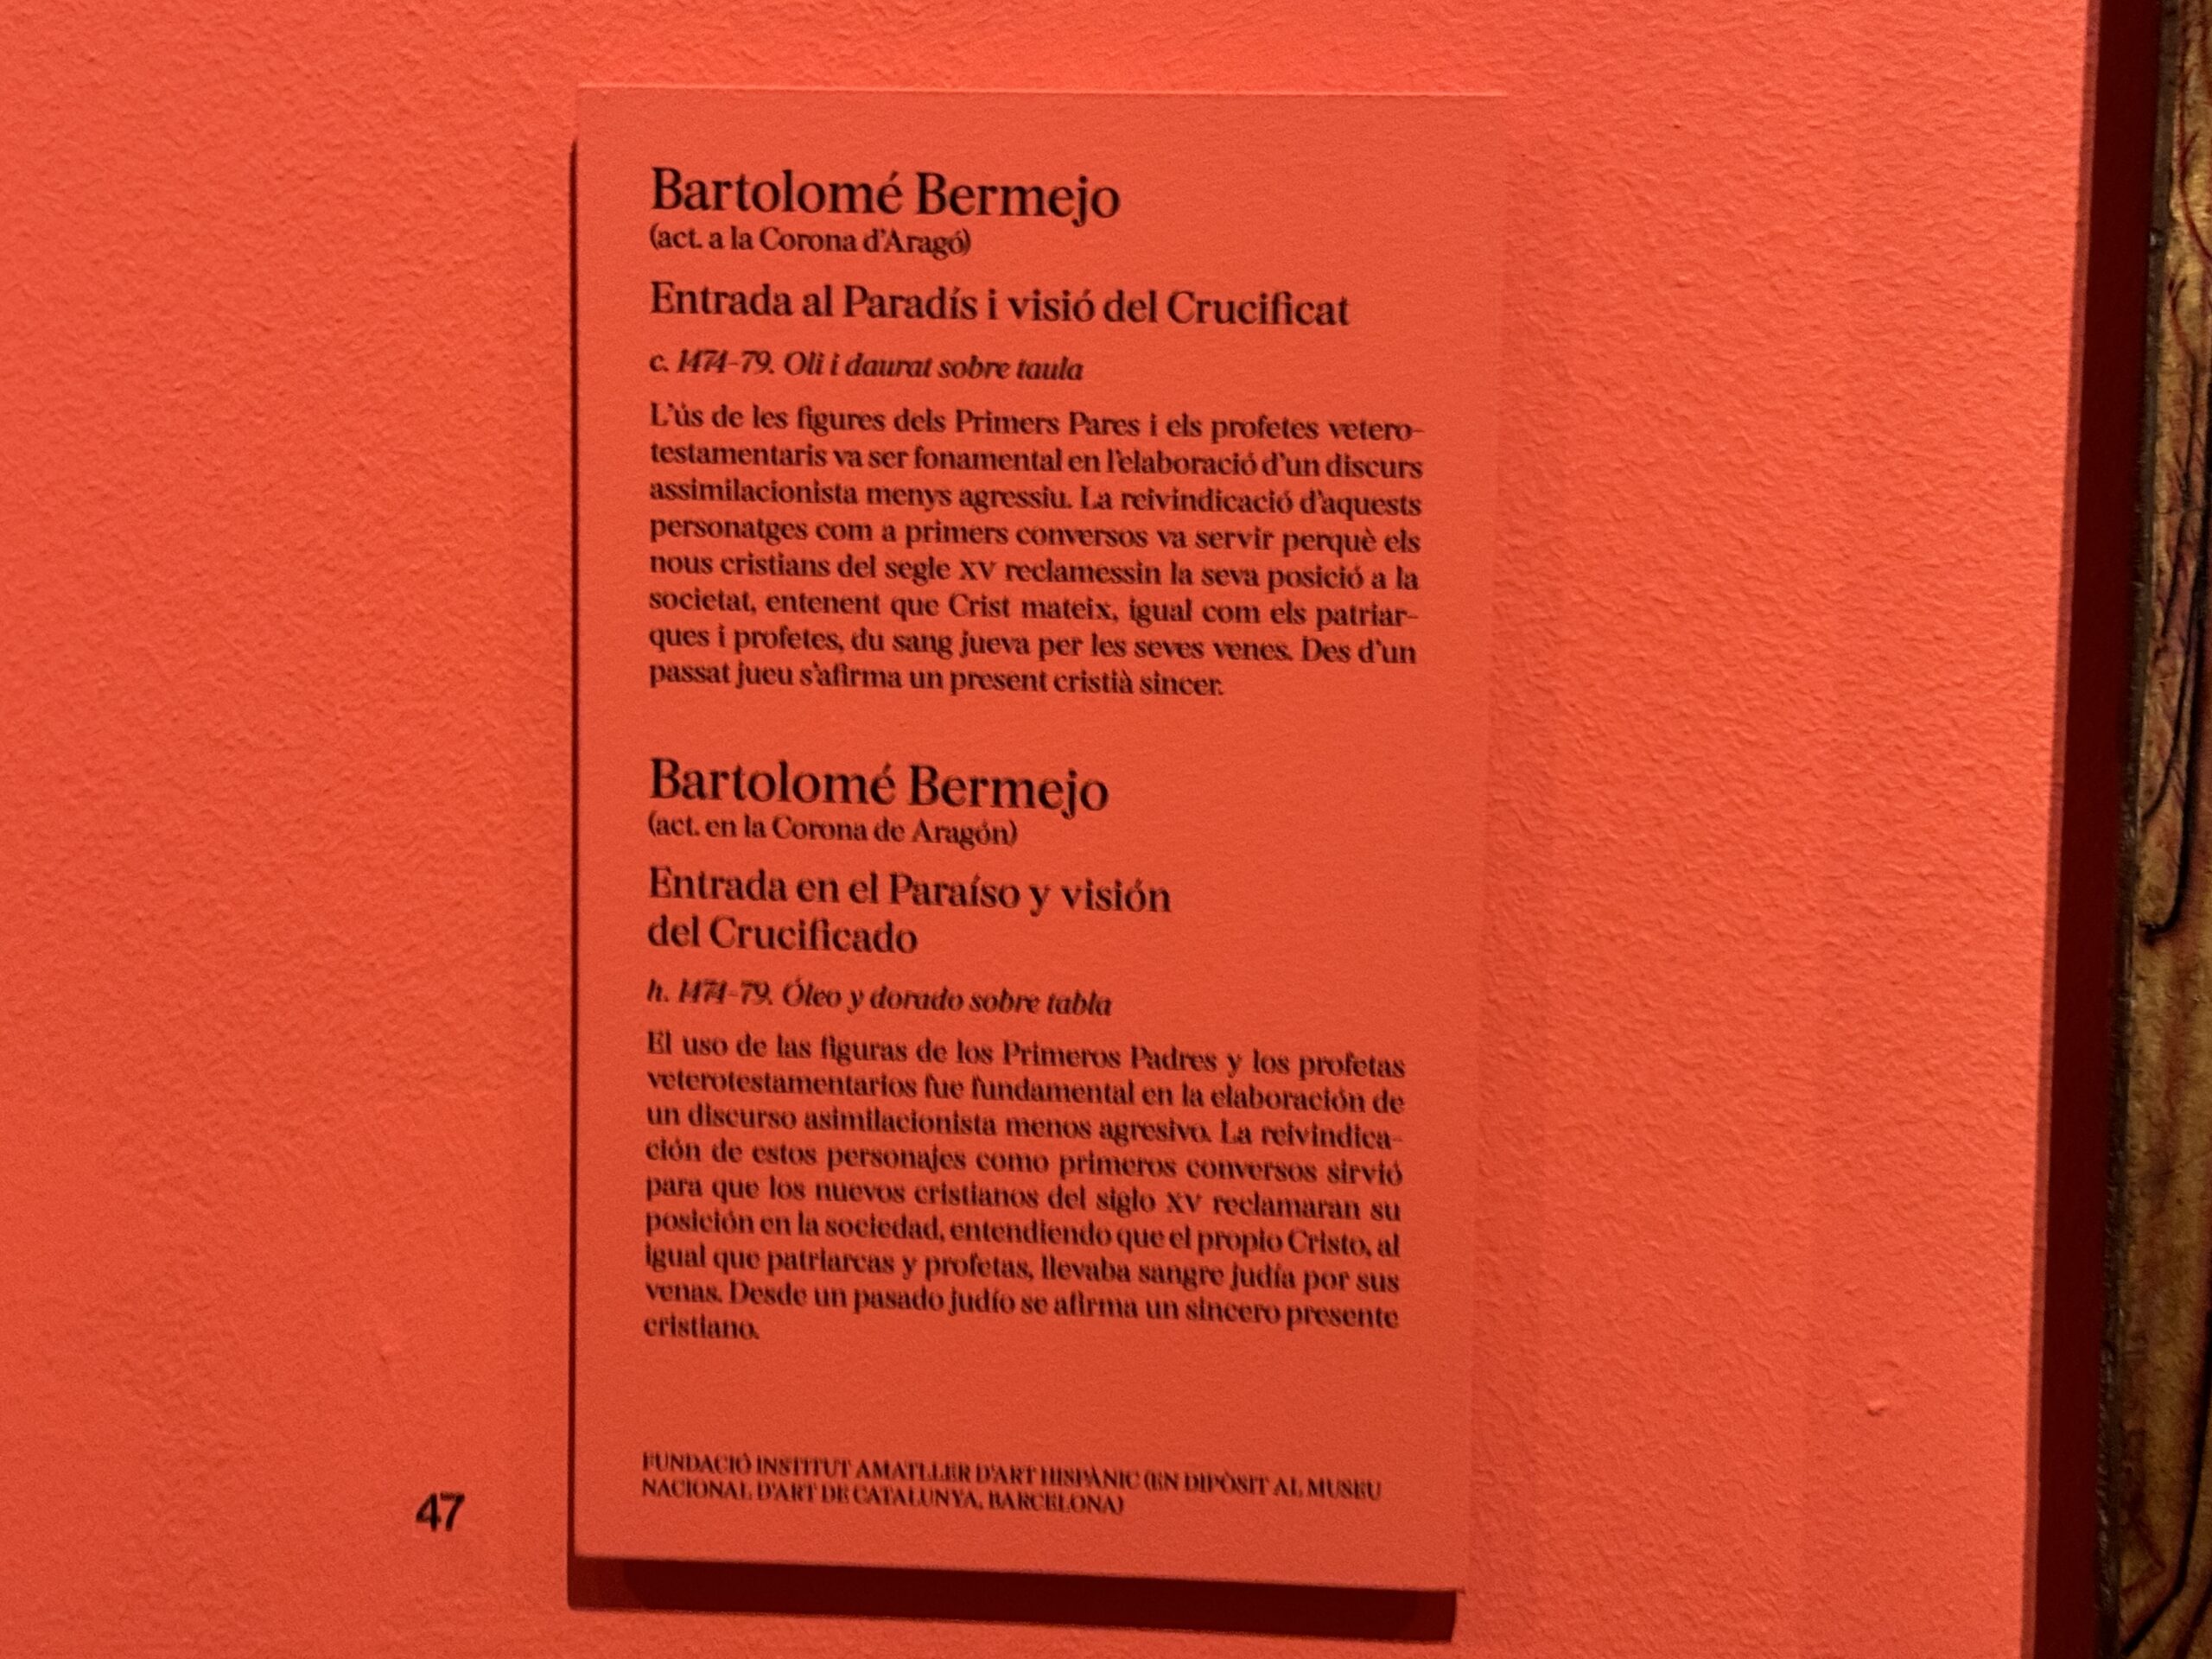 Bartolomé Bermejo
(act. a la Corona d'Aragó)
Entrada al Paradís i visió del Crucificat
c. 1474-79. Oli i daurat sobre taula
L'ús de les figures dels Primers Pares i els profetes vetero-
testamentaris va ser fonamental en l'elaboració d'un discurs
assimilacionista menys agressiu. La reivindicació d'aquests
personatges com a primers conversos va servir perquè els
nous cristians del segle XV reclamessin la seva posició a la
societat, entenent que Crist mateix, igual com els patriar-
ques i profetes, du sang jueva per les seves venes. Des d'un
passat jueu s'afirma un present cristià sincer.
Bartolomé Bermejo
(act. en la Corona de Aragón)
Entrada en el Paraíso y visión
del Crucificado
h. 1474-79. Óleo y dorado sobre tabla
El uso de las figuras de los Primeros Padres y los profetas
veterotestamentarios fue fundamental en la elaboración de
un discurso asimilacionista menos agresivo. La reivindica-
ción de estos personajes como primeros conversos sirvió
para que los nuevos cristianos del siglo XV reclamaran su
posición en la sociedad, entendiendo que el propio Cristo, al
igual que patriarcas y profetas, llevaba sangre judía por sus
venas. Desde un pasado judío se afirma un sincero presente
cristiano.
FUNDACIÓ INSTITUT AMATLLER D'ART HISPÀNIC (EN DIPÒSIT AL MUSEU
NACIONAL D'ART DE CATALUNYA, BARCELONA)
47